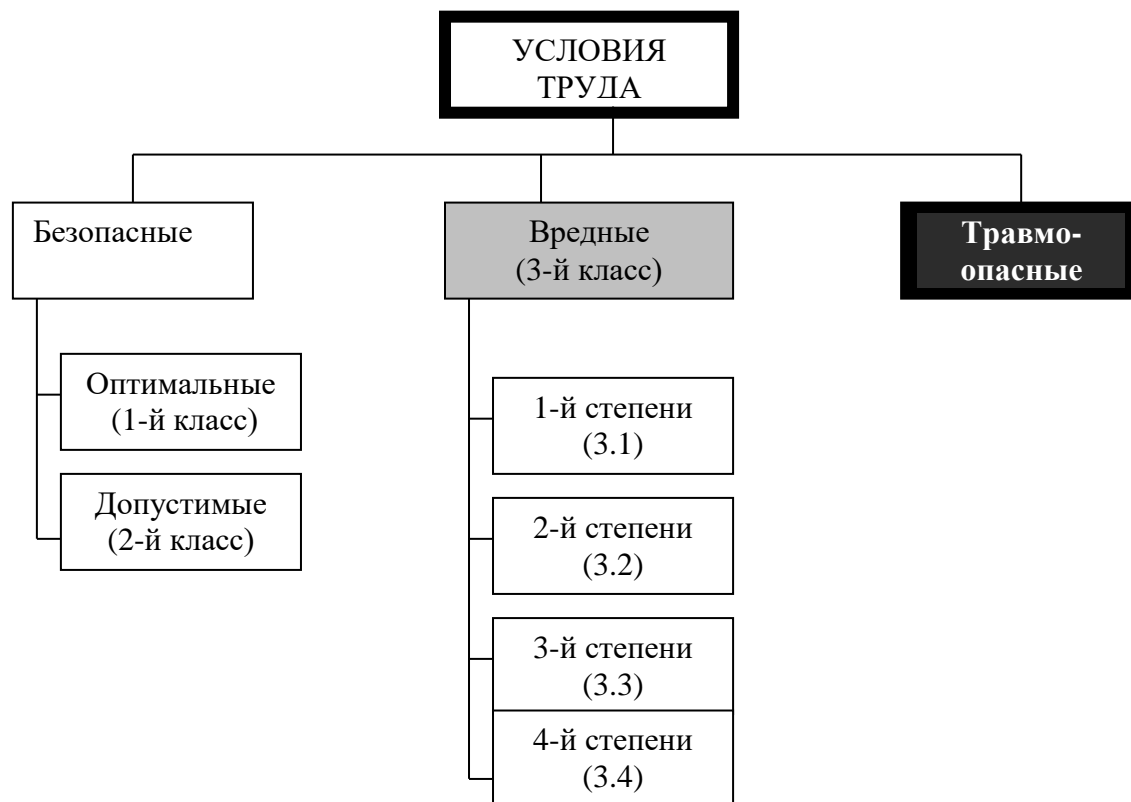 УСЛОВИЯ
ТРУДА
Безопасные
Вредные
(3-й класс)
Травмо-
опасные
Оптимальные
(1-й класс)
Допустимые
(2-й класс)
1-й степени
(3.1)
2-й степени
(3.2)
3-й степени
(3.3)
4-й степени
(3.4)